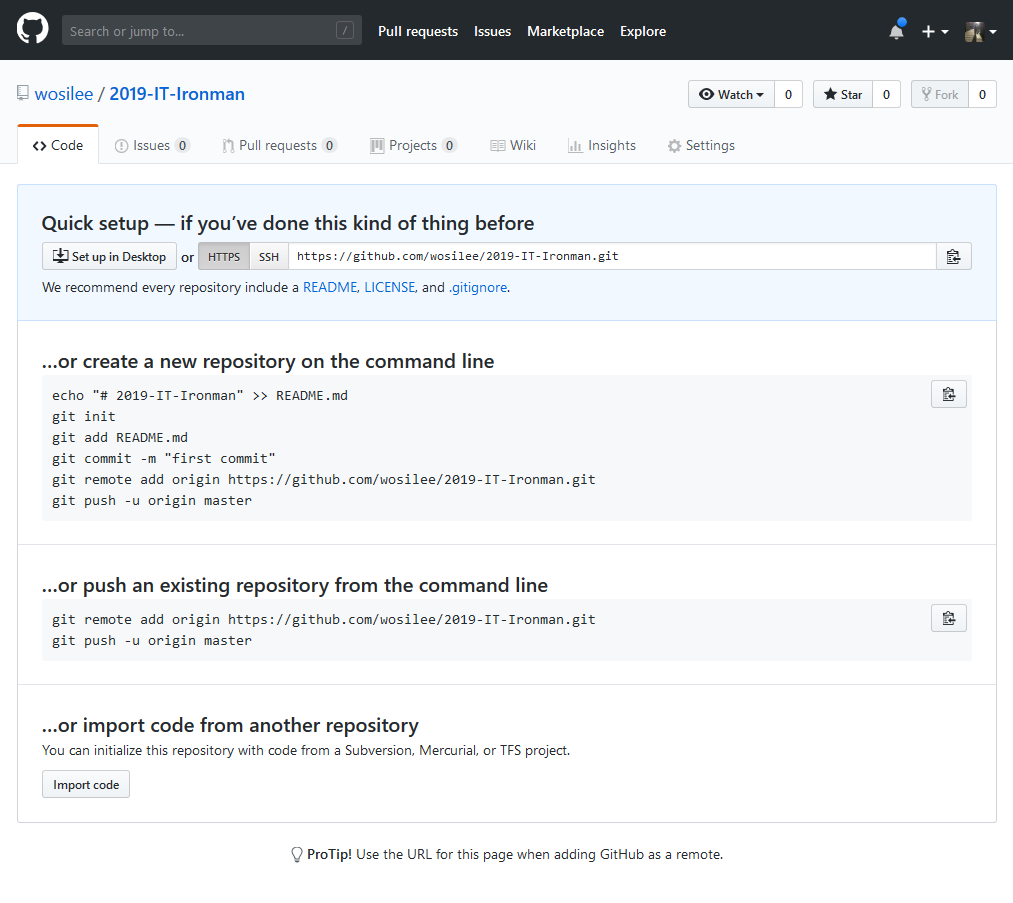 Search or jump to... /
Pull requests Issues Marketplace Explore
wosilee / 2019-IT-Ironman
Watch 0 Star 0 Fork 0
Code Issues 0 Pull requests 0 Projects 0 Wiki Insights Settings
Quick setup — if you’ve done this kind of thing before
Set up in Desktop or HTTPS SSH https://github.com/wosilee/2019-IT-Ironman.git
We recommend every repository include a README, LICENSE, and .gitignore.
…or create a new repository on the command line
echo "# 2019-IT-Ironman" >> README.md
git init
git add README.md
git commit -m "first commit"
git remote add origin https://github.com/wosilee/2019-IT-Ironman.git
git push -u origin master
…or push an existing repository from the command line
git remote add origin https://github.com/wosilee/2019-IT-Ironman.git
git push -u origin master
…or import code from another repository
You can initialize this repository with code from a Subversion, Mercurial, or TFS project.
Import code
ProTip! Use the URL for this page when adding GitHub as a remote.